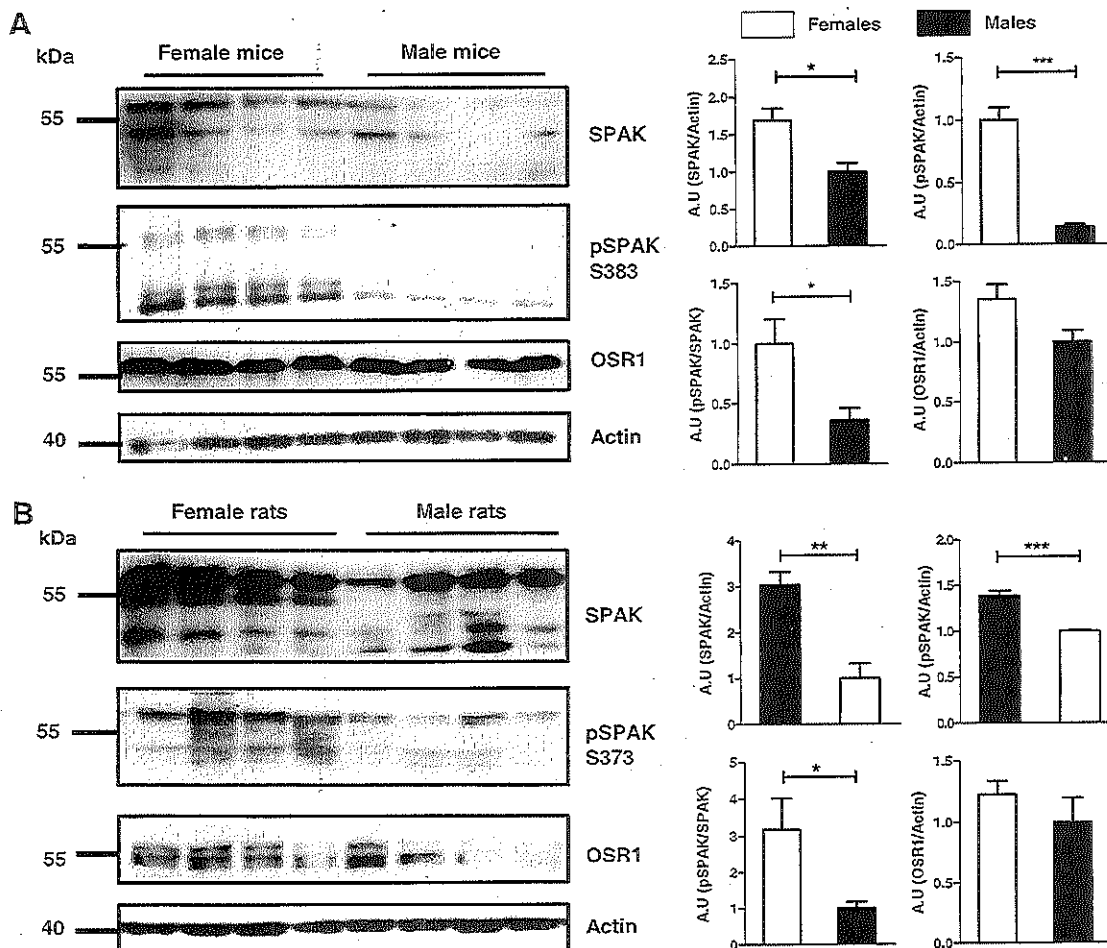 A
kDa
Female mice
Male mice
55
SPAK
55
pSPAK
S383
55
OSR1
40
Actin
Females
Males
A.U (SPAK/Actin)
2.5
2.0
1.5
1.0
0.5
0.0
*
A.U (pSPAK/Actin)
1.5
1.0
0.5
0.0
***
A.U (pSPAK/SPAK)
1.5
1.0
0.5
0.0
*
A.U (OSR1/Actin)
1.5
1.0
0.5
0.0
B
kDa
Female rats
Male rats
55
SPAK
55
pSPAK
S373
55
OSR1
40
Actin
A.U (SPAK/Actin)
4
3
2
1
0
**
A.U (pSPAK/Actin)
2.0
1.5
1.0
0.5
0.0
***
A.U (pSPAK/SPAK)
5
4
3
2
1
0
*
A.U (OSR1/Actin)
1.5
1.0
0.5
0.0